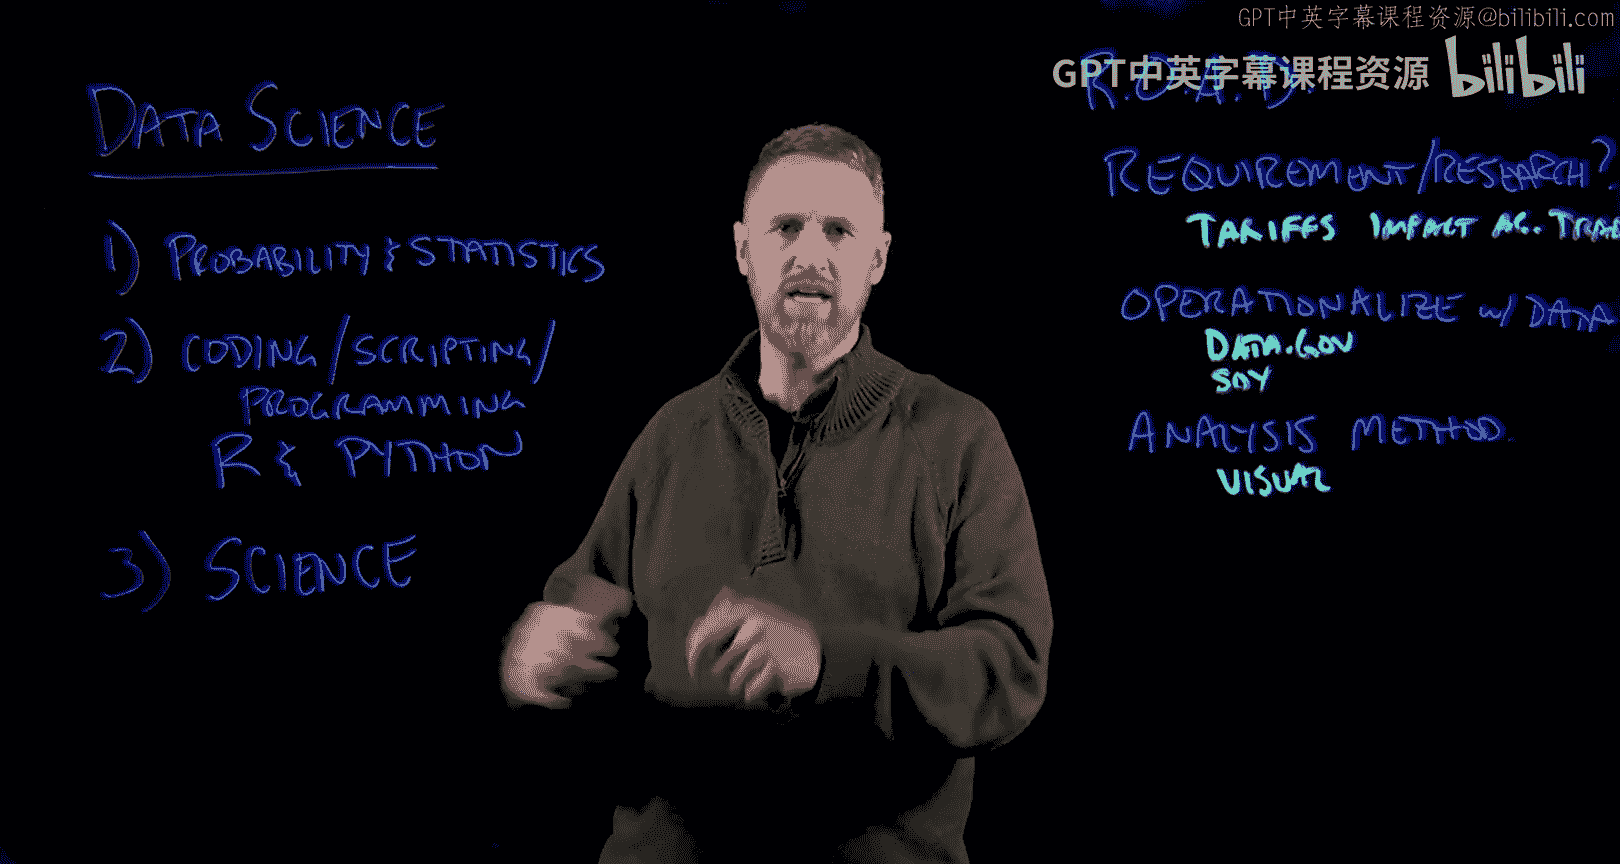 GPT中英字幕课程资源@bilibili.com
GPT中英字幕课程资源 bilibili
DATA SCIENCE
1) PROBABILITY & STATISTICS
2) CODING/SCRIPTING/
PROGRAMMING
R & PYTHON
3) SCIENCE
R.O.A.D.
REQUIREMENT/RESEARCH?
TARIFFS IMPACT AG. TRAD
OPERATIONALIZE W/ DATA
DATA.GOV
SOY
ANALYSIS METHOD.
VISUAL